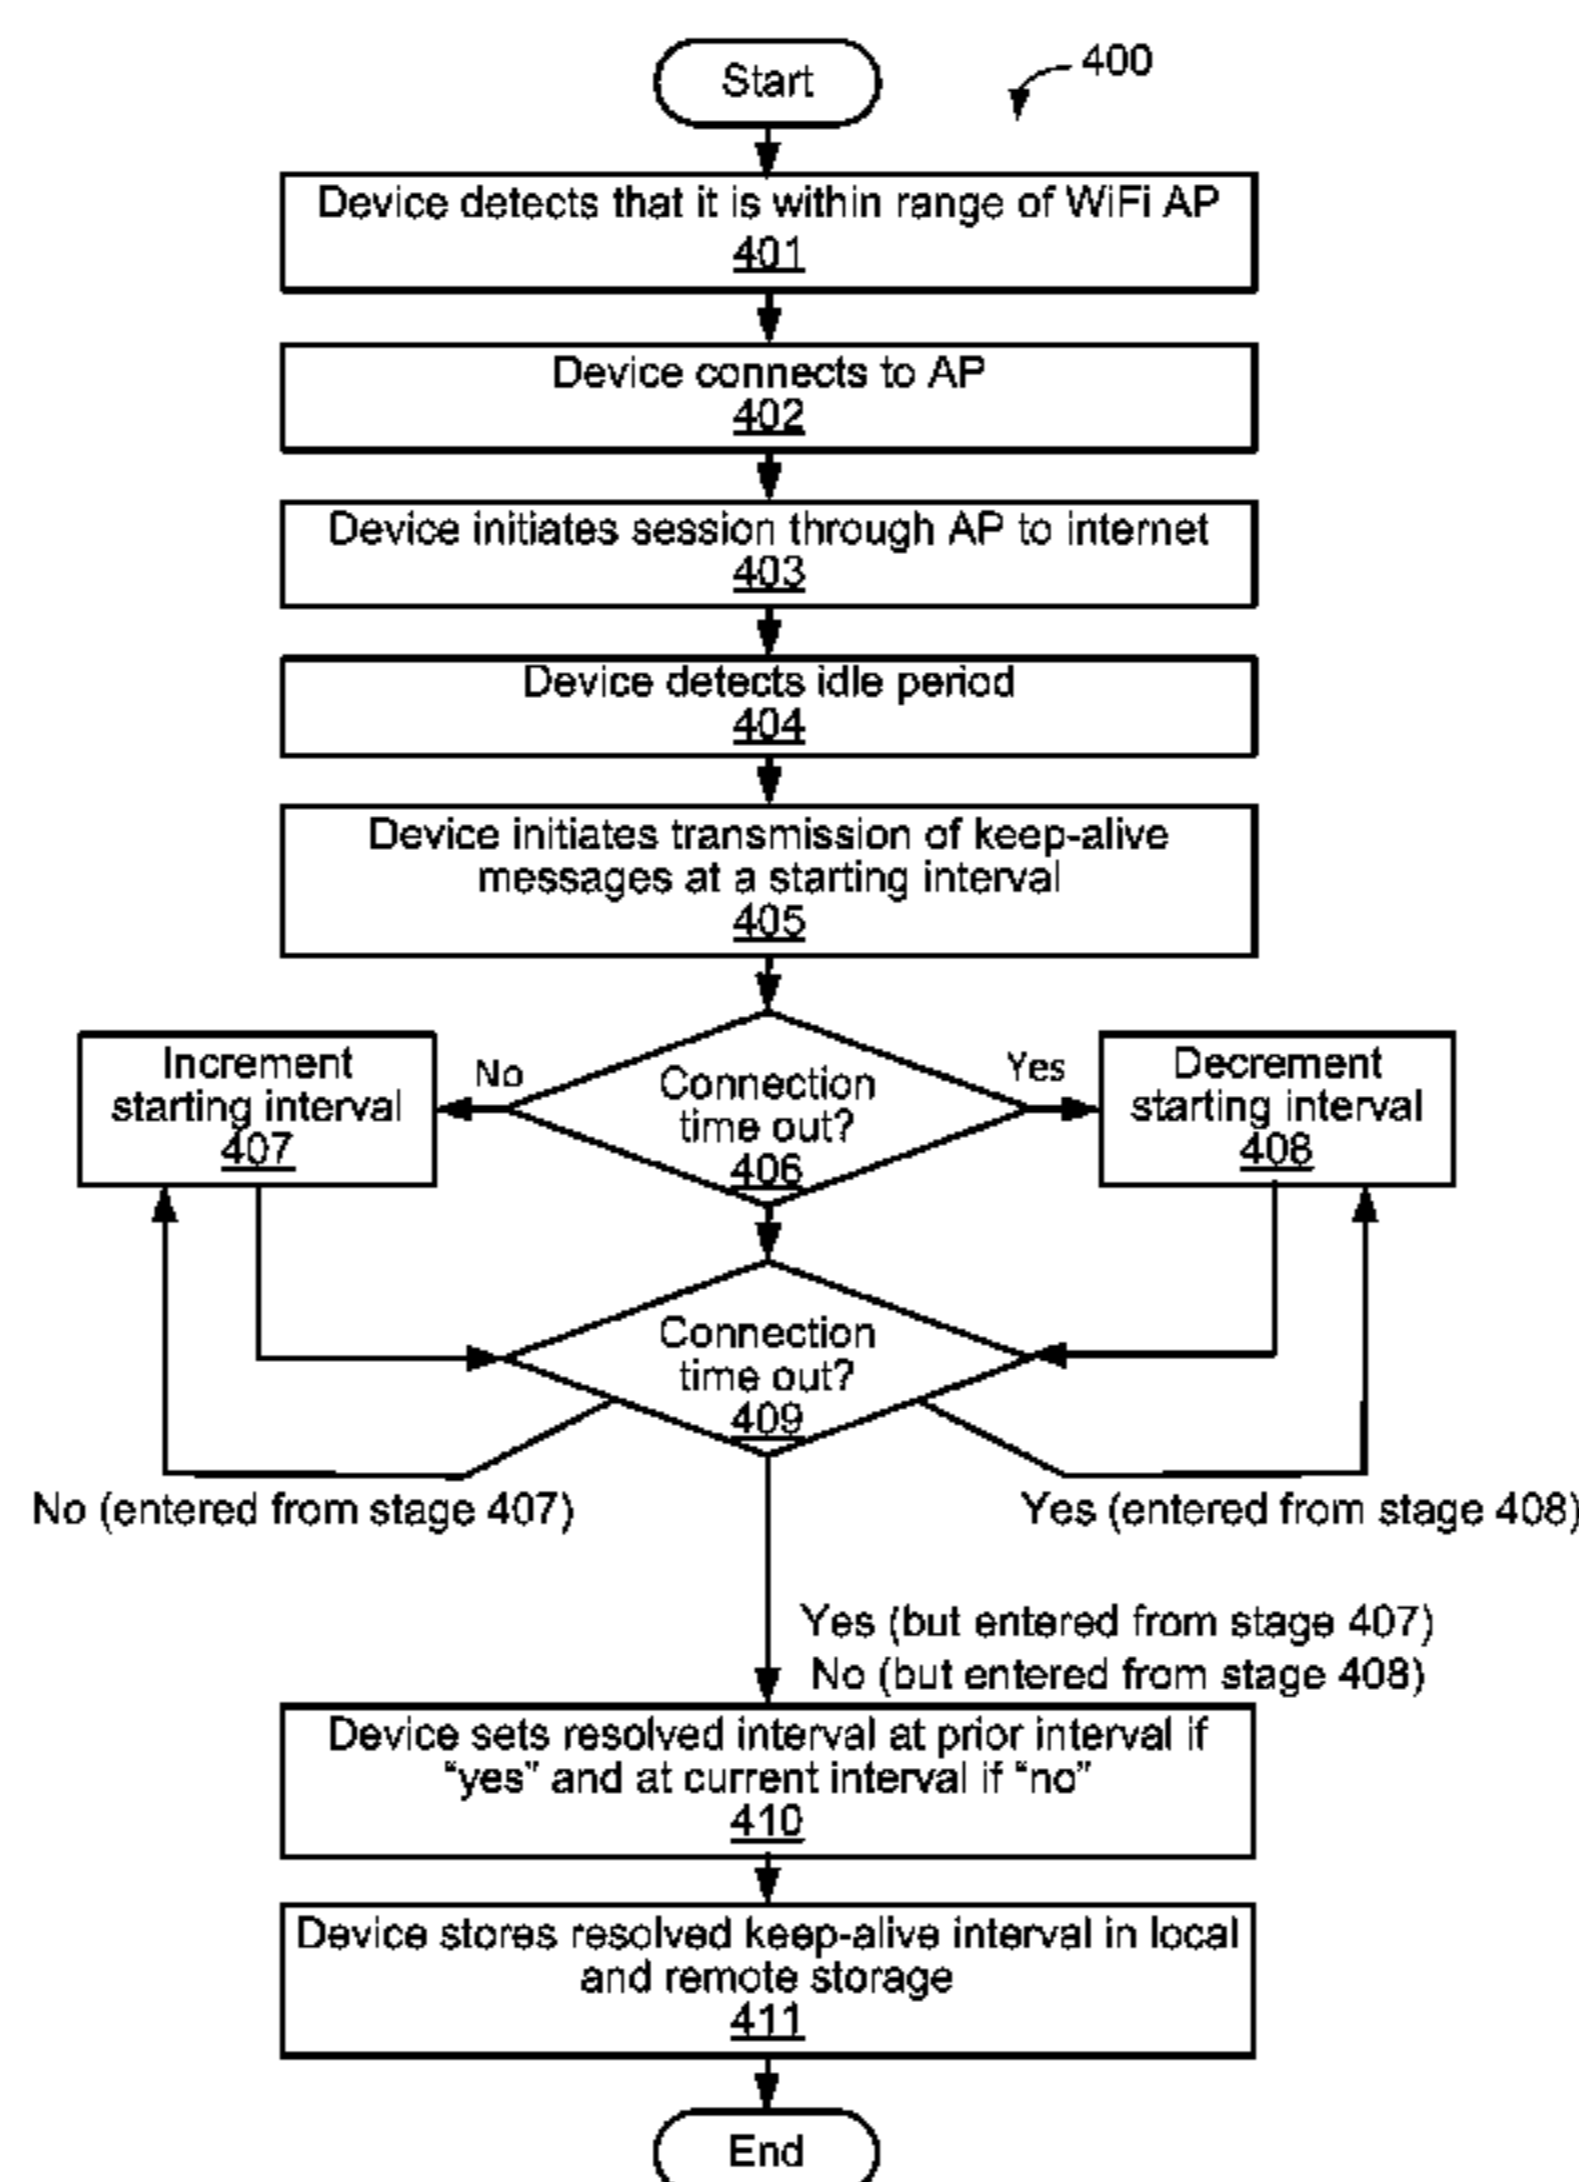 Start
400
Device detects that it is within range of WiFi AP
401
Device connects to AP
402
Device initiates session through AP to internet
403
Device detects idle period
404
Device initiates transmission of keep-alive
messages at a starting interval
405
Increment
starting interval
407
No
Connection
time out?
406
Yes
Decrement
starting interval
408
Connection
time out?
409
No (entered from stage 407)
Yes (entered from stage 408)
Yes (but entered from stage 407)
No (but entered from stage 408)
Device sets resolved interval at prior interval if
“yes” and at current interval if “no”
410
Device stores resolved keep-alive interval in local
and remote storage
411
End